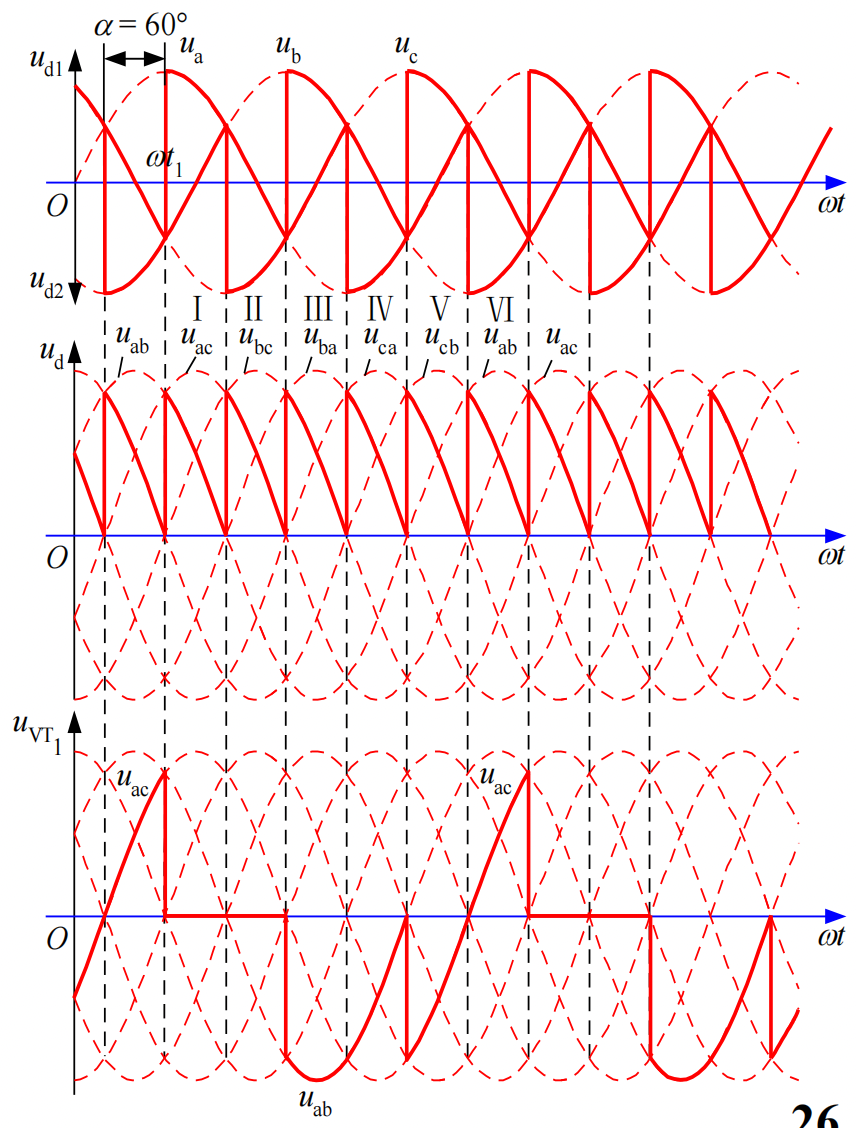 α = 60°
u_d1 u_a u_b u_c
ωt_1
O ωt
u_d2
I II III IV V VI
u_d u_ab u_ac u_bc u_ba u_ca u_cb u_ab u_ac
O ωt
u_VT1
u_ac u_ac
O ωt
u_ab
26